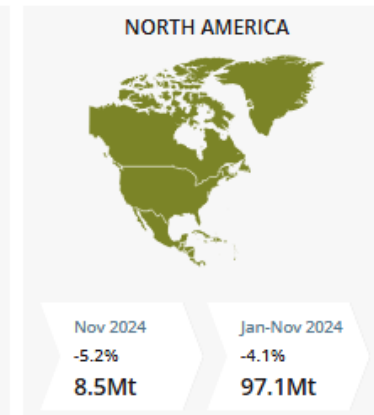 NORTH AMERICA
Nov 2024
-5.2%
8.5Mt
Jan-Nov 2024
-4.1%
97.1Mt